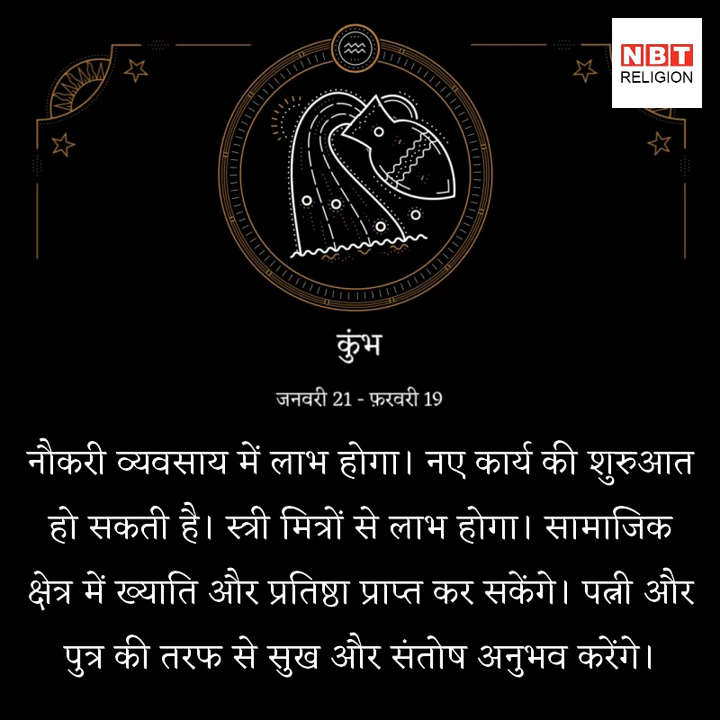 NBT
RELIGION
कुंभ
जनवरी 21 - फ़रवरी 19
नौकरी व्यवसाय में लाभ होगा। नए कार्य की शुरुआत
हो सकती है। स्त्री मित्रों से लाभ होगा। सामाजिक
क्षेत्र में ख्याति और प्रतिष्ठा प्राप्त कर सकेंगे। पत्नी और
पुत्र की तरफ से सुख और संतोष अनुभव करेंगे।